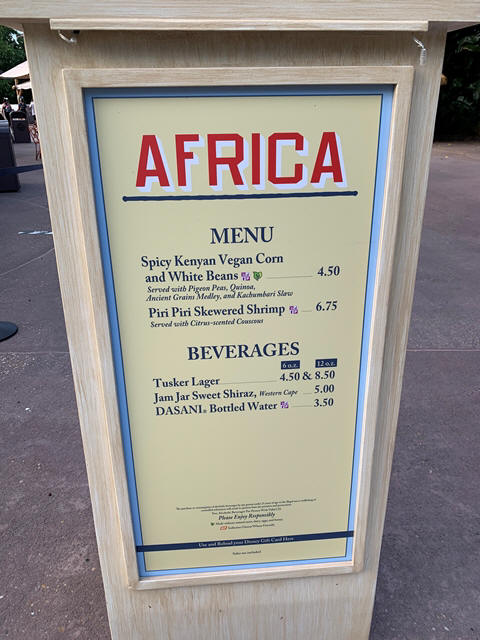 AFRICA
MENU
Spicy Kenyan Vegan Corn
and White Beans 4.50
Served with Pigeon Peas, Quinoa,
Ancient Grains Medley, and Kachumbari Slaw
Piri Piri Skewered Shrimp 6.75
Served with Citrus-scented Couscous
BEVERAGES
6 o.z. 12 o.z.
Tusker Lager 4.50 & 8.50
Jam Jar Sweet Shiraz, Western Cape 5.00
DASANI® Bottled Water 3.50
Please Enjoy Responsibly
Use and Reload your Disney Gift Card Here
Sales tax included